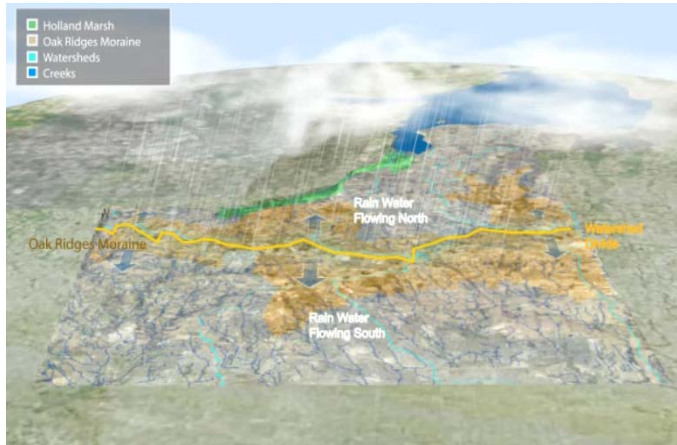 Holland Marsh
Oak Ridges Moraine
Watersheds
Creeks
N
Rain Water
Flowing North
Oak Ridges Moraine
Watershed
Divide
Rain Water
Flowing South